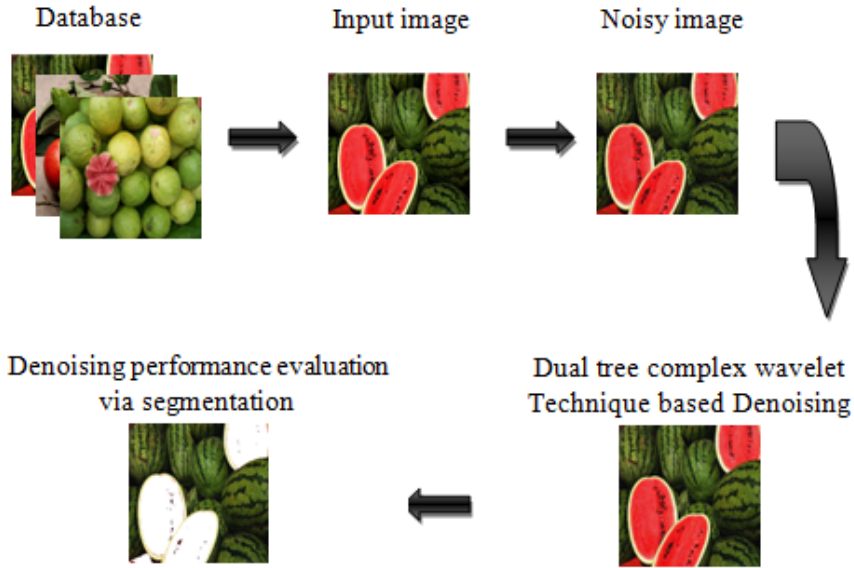 Database
Input image
Noisy image
Denoising performance evaluation
via segmentation
Dual tree complex wavelet
Technique based Denoising